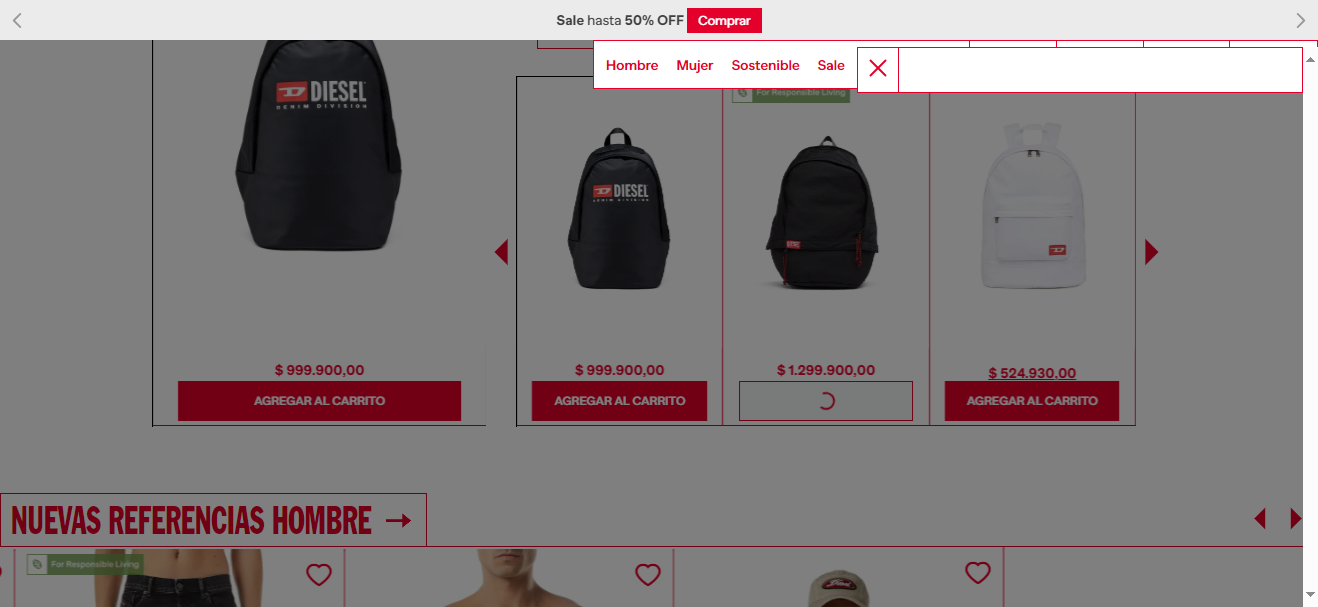 Sale hasta 50% OFF Comprar
Hombre Mujer Sostenible Sale
For Responsible Living
DIESEL
DENIM DIVISION
DIESEL
DENIM DIVISION
DIESEL
$ 999.900,00
AGREGAR AL CARRITO
$ 999.900,00
AGREGAR AL CARRITO
$ 1.299.900,00
$ 524.930,00
AGREGAR AL CARRITO
NUEVAS REFERENCIAS HOMBRE
For Responsible Living